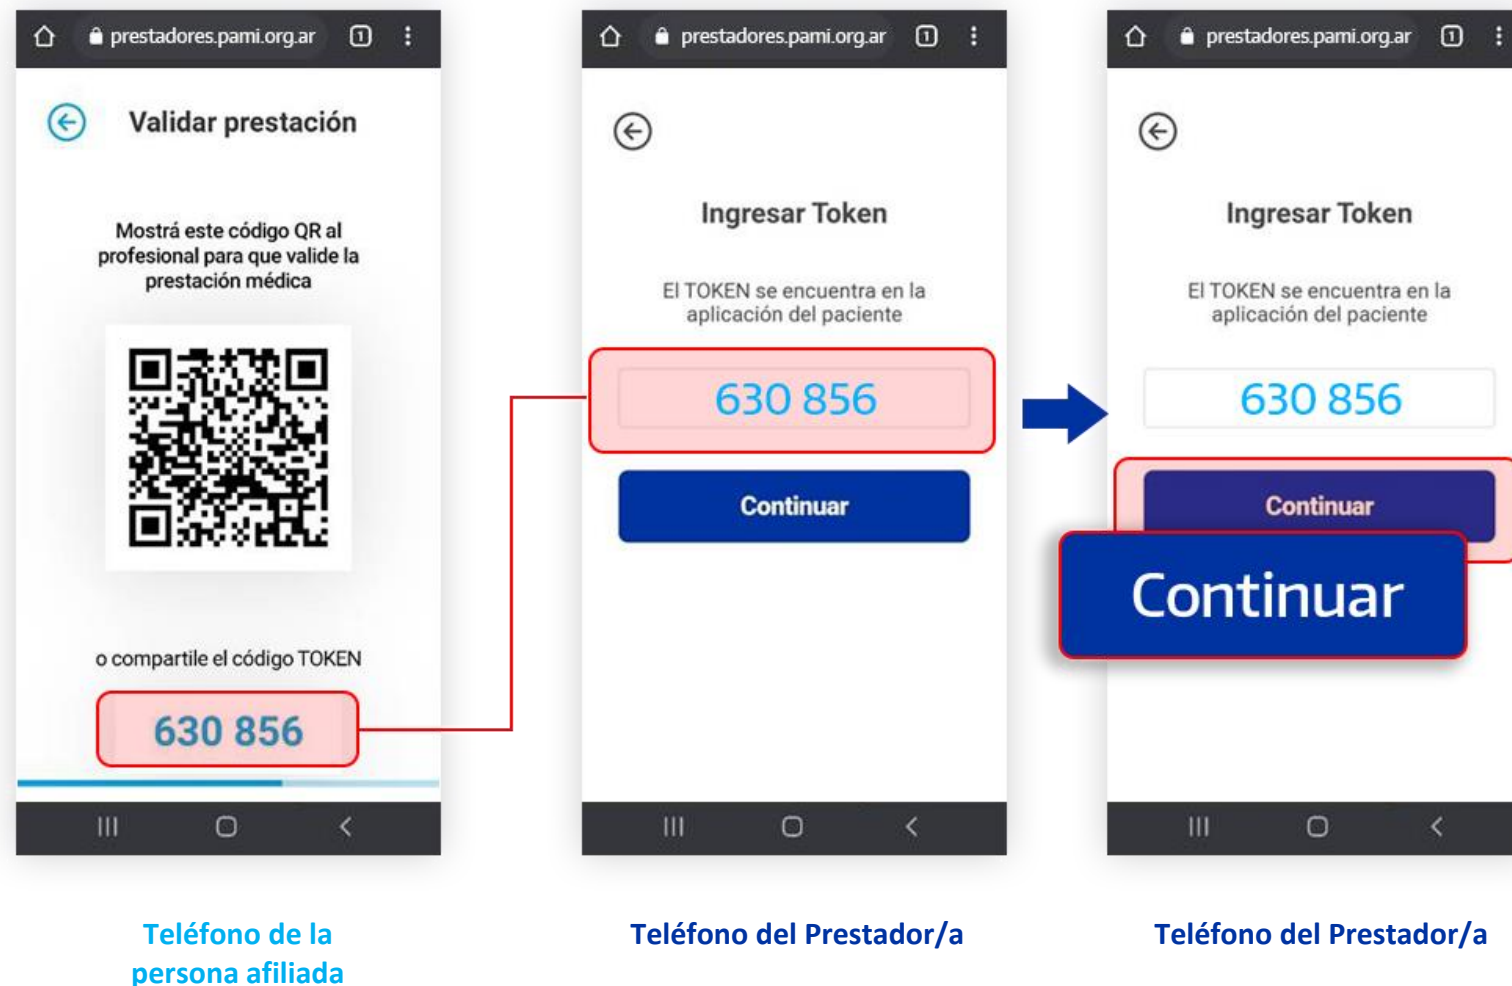 prestadores.pami.org.ar 1
Validar prestación
Mostrá este código QR al
profesional para que valide la
prestación médica
o compartile el código TOKEN
630 856
Teléfono de la
persona afiliada
prestadores.pami.org.ar 1
Ingresar Token
El TOKEN se encuentra en la
aplicación del paciente
630 856
Continuar
Teléfono del Prestador/a
prestadores.pami.org.ar 1
Ingresar Token
El TOKEN se encuentra en la
aplicación del paciente
630 856
Continuar
Continuar
Teléfono del Prestador/a